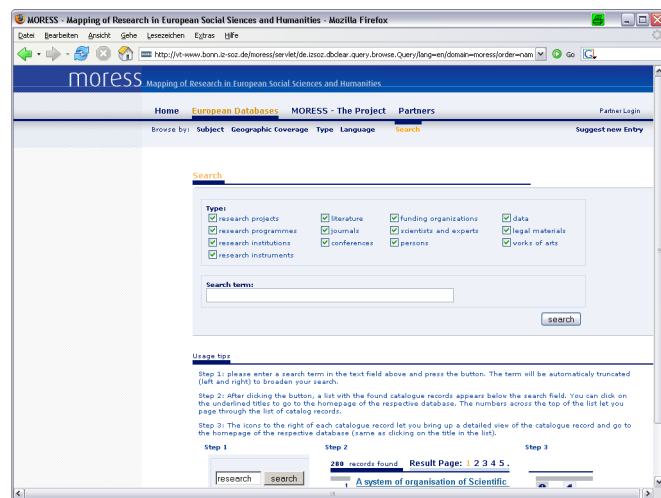 MORESS - Mapping of Research in European Social Siences and Humanities - Mozilla Firefox
Datei Bearbeiten Ansicht Gehe Lesezeichen Extras Hilfe
http://vt-www.bonn.iz-soz.de/moress/servlet/de.izsoz.dbclear.query.browse.Query/lang=en/domain=moress/order=nam Go
moress Mapping of Research in European Social Sciences and Humanities
Home European Databases MORESS - The Project Partners Partner Login
Browse by: Subject Geographic Coverage Type Language Search Suggest new Entry
Search
Type:
research projects literature funding organizations data
research programmes journals scientists and experts legal materials
research institutions conferences persons works of arts
research instruments
Search term:
search
Usage tips
Step 1: please enter a search term in the text field above and press the button. The term will be automaticaly truncated
(left and right) to broaden your search.
Step 2: After clicking the button, a list with the found catalogue records appears below the search field. You can click on
the underlined titles to go to the homepage of the respective database. The numbers across the top of the list let you
page through the list of catalog records.
Step 3: The icons to the right of each catalogue record let you bring up a detailed view of the catalogue record and go to
the homepage of the respective database (same as clicking on the title in the list).
Step 1 Step 2 Step 3
280 records found Result Page: 1 2 3 4 5 .
research search 1 A system of organisation of Scientific